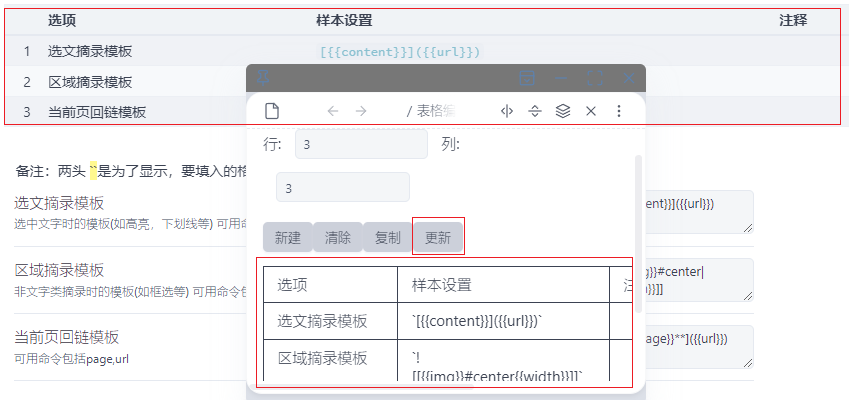 选项 样本设置 注释
1 选文摘录模板 [{{content}}]({{url}})
2 区域摘录模板
3 当前页回链模板
/ 表格编
行: 3 列:
3
备注：两头 `` 是为了显示，要填入的格
选文摘录模板
选中文字时的模板(如高亮，下划线等) 可用命
ent}}]({{url}})
新建 清除 复制 更新
区域摘录模板
非文字类摘录时的模板(如框选等) 可用命令包
g}}#center|
}}]]
选项 样本设置 注
选文摘录模板 `[{{content}}]({{url}})`
区域摘录模板 `!
[[{{img}}#center{{width}}]]`
当前页回链模板
可用命令包括page,url
age}}**]({{url}})